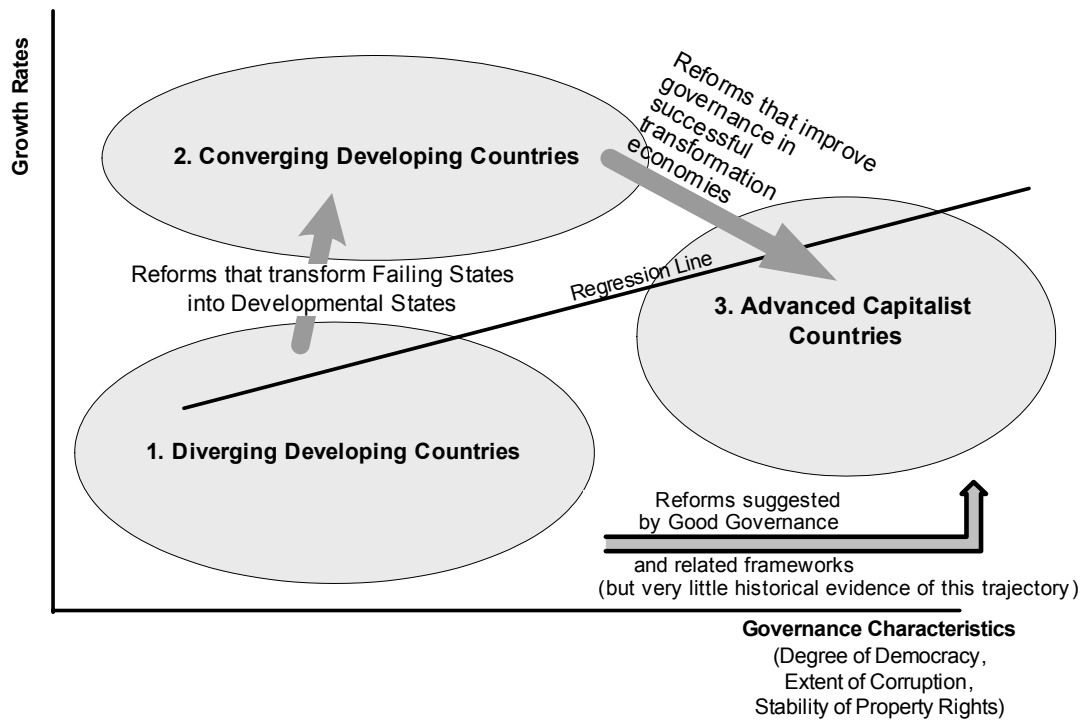 Growth Rates
Reforms that improve
governance in
successful
transformation
economies
2. Converging Developing Countries
Reforms that transform Failing States
into Developmental States
Regression Line
3. Advanced Capitalist
Countries
1. Diverging Developing Countries
Reforms suggested
by Good Governance
and related frameworks
(but very little historical evidence of this trajectory)
Governance Characteristics
(Degree of Democracy,
Extent of Corruption,
Stability of Property Rights)